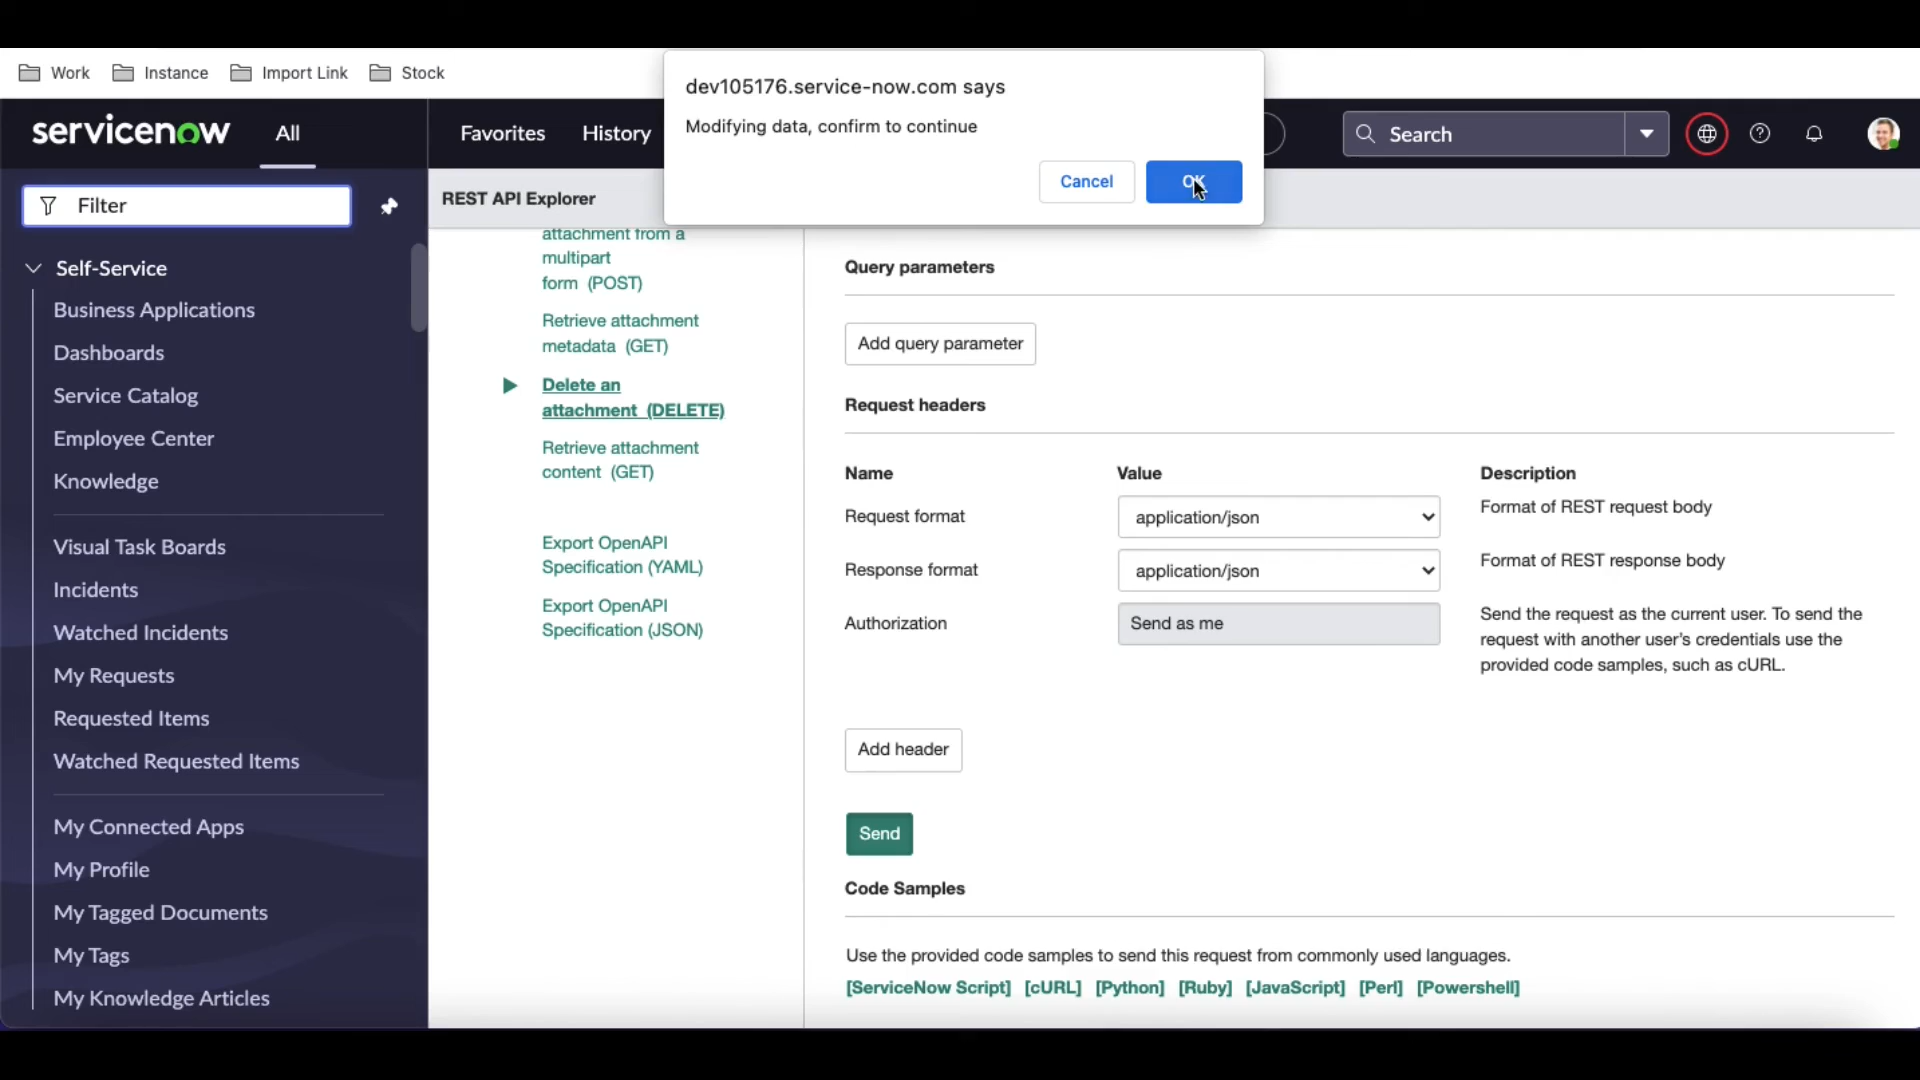 Work
Instance
Import Link
Stock
dev105176.service-now.com says
Modifying data, confirm to continue
Cancel
OK
servicenow
All
Favorites
History
Search
Filter
REST API Explorer
Self-Service
Business Applications
Dashboards
Service Catalog
Employee Center
Knowledge
Visual Task Boards
Incidents
Watched Incidents
My Requests
Requested Items
Watched Requested Items
My Connected Apps
My Profile
My Tagged Documents
My Tags
My Knowledge Articles
attachment from a
multipart
form (POST)
Retrieve attachment
metadata (GET)
Delete an
attachment (DELETE)
Retrieve attachment
content (GET)
Export OpenAPI
Specification (YAML)
Export OpenAPI
Specification (JSON)
Query parameters
Add query parameter
Request headers
Name Value Description
Request format application/json Format of REST request body
Response format application/json Format of REST response body
Authorization Send as me
Send the request as the current user. To send the
request with another user's credentials use the
provided code samples, such as cURL.
Add header
Send
Code Samples
Use the provided code samples to send this request from commonly used languages.
[ServiceNow Script] [cURL] [Python] [Ruby] [JavaScript] [Perl] [Powershell]